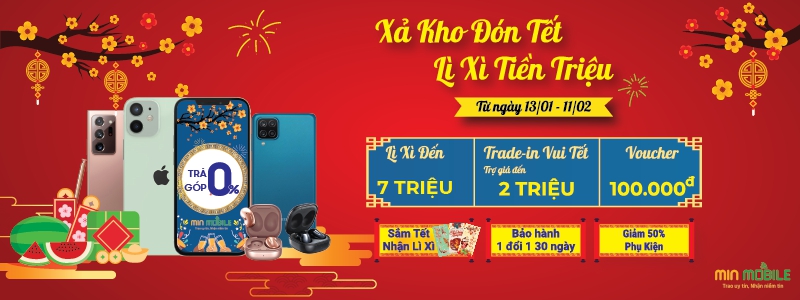 Xả Kho Đón Tết
Lì Xì Tiền Triệu
Từ ngày 13/01 - 11/02
Lì Xì Đến
7 TRIỆU
Trade-in Vui Tết
Trợ giá đến
2 TRIỆU
Voucher
100.000đ
Sắm Tết
Nhận Lì Xì
Bảo hành
1 đổi 1 30 ngày
Giảm 50%
Phụ Kiện
TRẢ
GÓP 0%
MIN MOBILE
MIN MOBILE
Trao uy tín. Nhận niềm tin